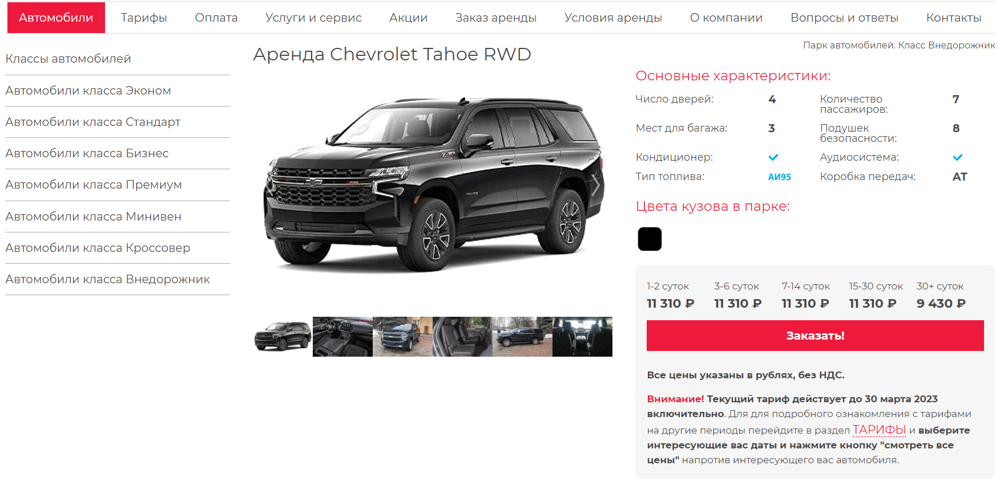 Автомобили Тарифы Оплата Услуги и сервис Акции Заказ аренды Условия аренды О компании Вопросы и ответы Контакты
Классы автомобилей
Автомобили класса Эконом
Автомобили класса Стандарт
Автомобили класса Бизнес
Автомобили класса Премиум
Автомобили класса Минивен
Автомобили класса Кроссовер
Автомобили класса Внедорожник
Аренда Chevrolet Tahoe RWD
Z71
Парк автомобилей. Класс Внедорожник
Основные характеристики:
Число дверей: 4 Количество
пассажиров: 7
Мест для багажа: 3 Подушек
безопасности: 8
Кондиционер: Аудиосистема:
Тип топлива: АИ95 Коробка передач: АТ
Цвета кузова в парке:
1-2 суток 3-6 суток 7-14 суток 15-30 суток 30+ суток
11 310 ₽ 11 310 ₽ 11 310 ₽ 11 310 ₽ 9 430 ₽
Заказать!
Все цены указаны в рублях, без НДС.
Внимание! Текущий тариф действует до 30 марта 2023
включительно. Для для подробного ознакомления с тарифами
на другие периоды перейдите в раздел ТАРИФЫ и выберите
интересующие вас даты и нажмите кнопку "смотреть все
цены" напротив интересующего вас автомобиля.